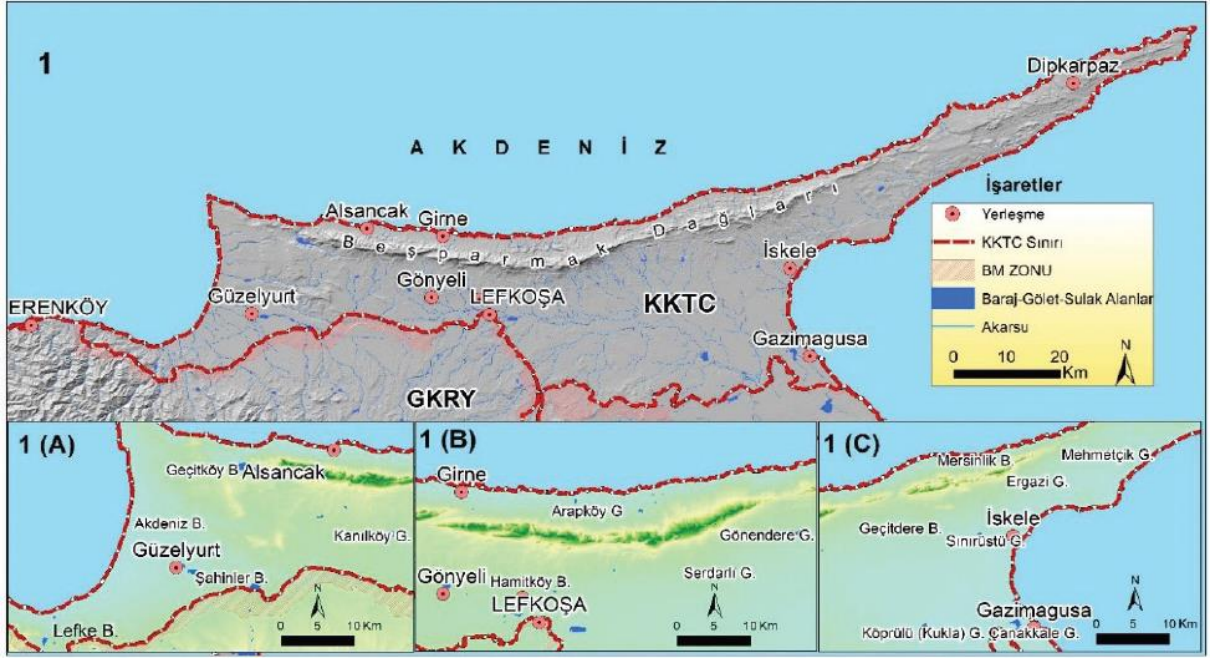 1
Dipkarpaz
A K D E N İ Z
Alsancak
Girne
Beşparmak Dağları
İskele
Gönyeli
Güzelyurt
LEFKOŞA
KKTC
ERENKÖY
Gazimagusa
GKRY
İşaretler
Yerleşme
KKTC Sınırı
BM ZONU
Baraj-Gölet-Sulak Alanlar
Akarsu
N
0 10 20
Km
1 (A)
Geçitköy B.
Alsancak
Akdeniz B.
Kanlıköy G.
Güzelyurt
Şahinler B.
Lefke B.
N
0 5 10 Km
1 (B)
Girne
Arapköy G
Gönendere G.
Gönyeli
Hamitköy B.
Serdarlı G.
LEFKOŞA
N
0 5 10 Km
1 (C)
Mersinlik B.
Mehmetçik G.
Ergazi G.
Geçitdere B.
İskele
Sınırüstü G.
Gazimagusa
Köprülü (Kukla) G. Çanakkale G.
N
0 5 10 Km